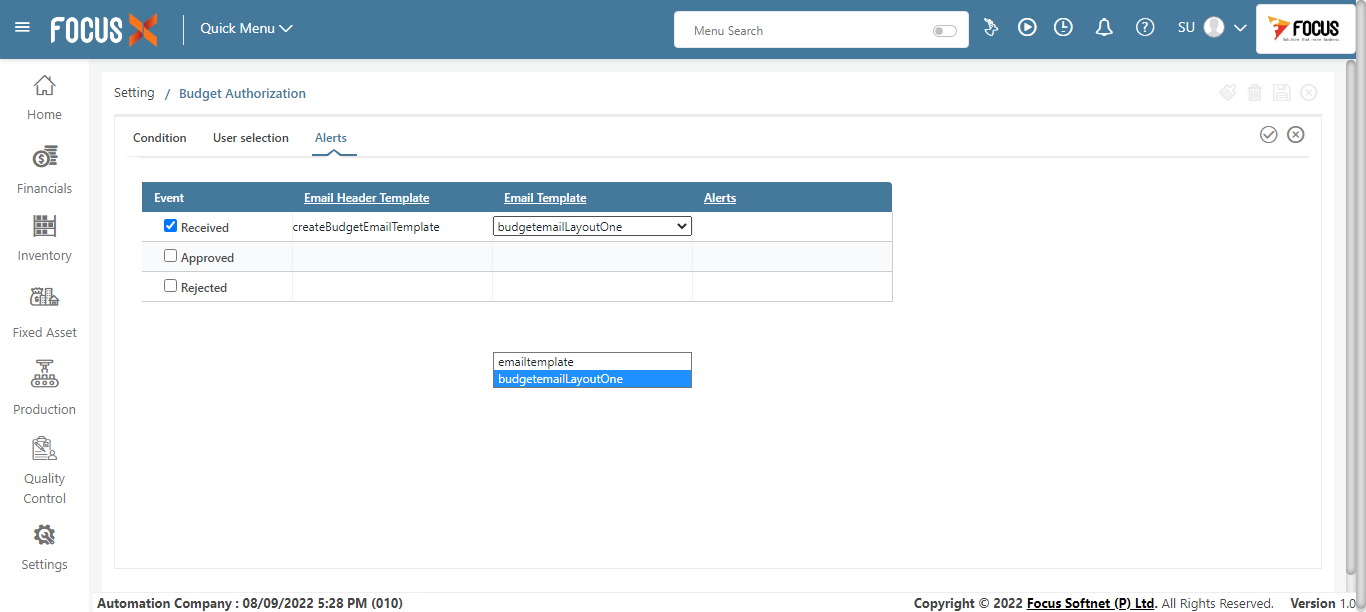 FOCUS X
Quick Menu
Menu Search
SU
FOCUS
Home
Financials
Inventory
Fixed Asset
Production
Quality
Control
Settings
Setting / Budget Authorization
Condition User selection Alerts
Event Email Header Template Email Template Alerts
Received createBudgetEmailTemplate budgetemailLayoutOne
Approved
Rejected
emailtemplate
budgetemailLayoutOne
Automation Company : 08/09/2022 5:28 PM (010)
Copyright © 2022 Focus Softnet (P) Ltd. All Rights Reserved. Version 1.0